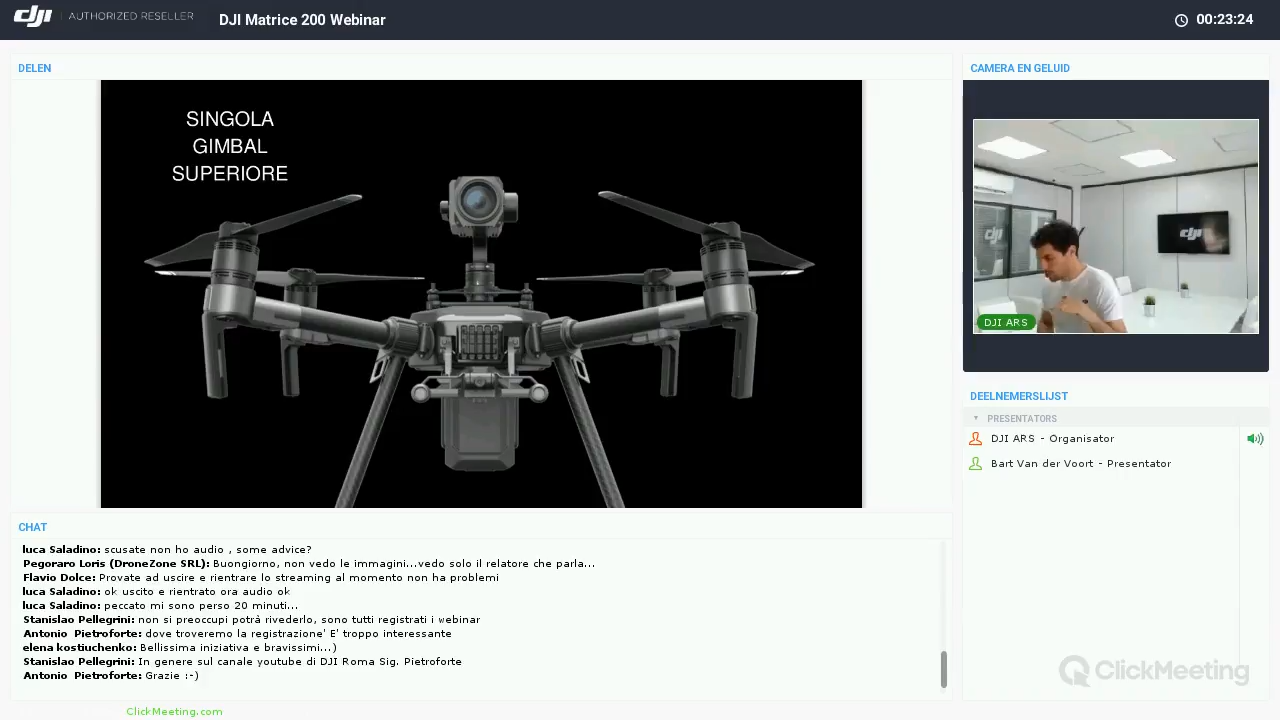 dji AUTHORIZED RESELLER DJI Matrice 200 Webinar 00:23:24
DELEN
SINGOLA
GIMBAL
SUPERIORE
CHAT
luca Saladino: scusate non ho audio , some advice?
Pegoraro Loris (DroneZone SRL): Buongiorno, non vedo le immagini...vedo solo il relatore che parla...
Flavio Dolce: Provate ad uscire e rientrare lo streaming al momento non ha problemi
luca Saladino: ok uscito e rientrato ora audio ok
luca Saladino: peccato mi sono perso 20 minuti...
Stanislao Pellegrini: non si preoccupi potrà rivederlo, sono tutti registrati i webinar
Antonio Pietroforte: dove troveremo la registrazione' E' troppo interessante
elena kostiuchenko: Bellissima iniziativa e bravissimi...)
Stanislao Pellegrini: In genere sul canale youtube di DJI Roma Sig. Pietroforte
Antonio Pietroforte: Grazie :-)
ClickMeeting.com
CAMERA EN GELUID
dji
dji
DJI ARS
DEELNEMERSLIJST
PRESENTATORS
DJI ARS - Organisator
Bart Van der Voort - Presentator
ClickMeeting